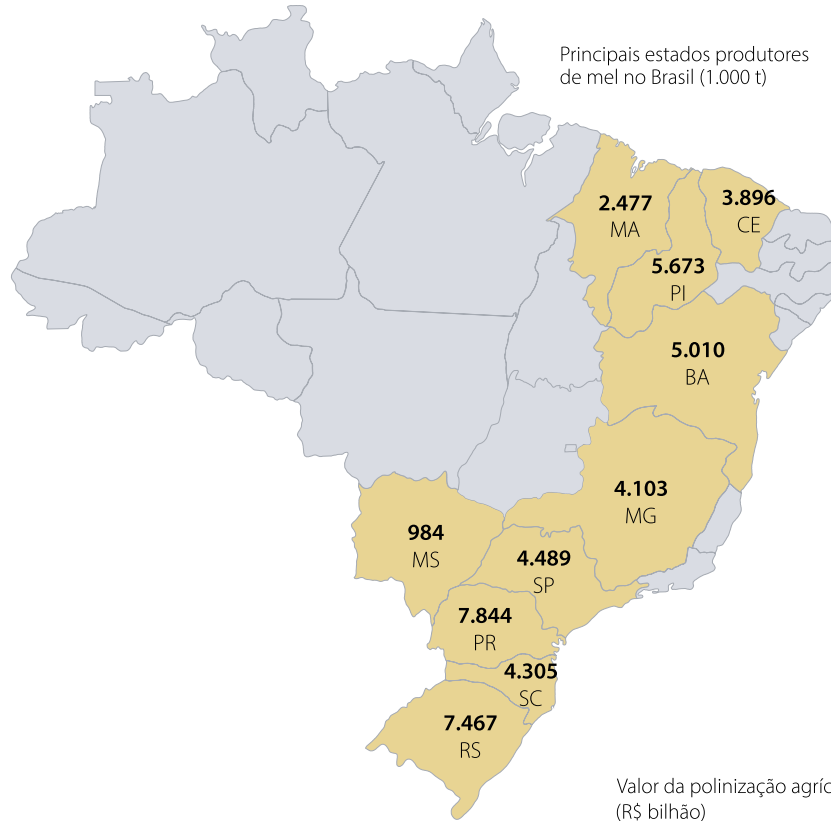 Principais estados produtores
de mel no Brasil (1.000 t)
2.477
MA
3.896
CE
5.673
PI
5.010
BA
4.103
MG
984
MS
4.489
SP
7.844
PR
4.305
SC
7.467
RS
Valor da polinização
(R$ bilhão)